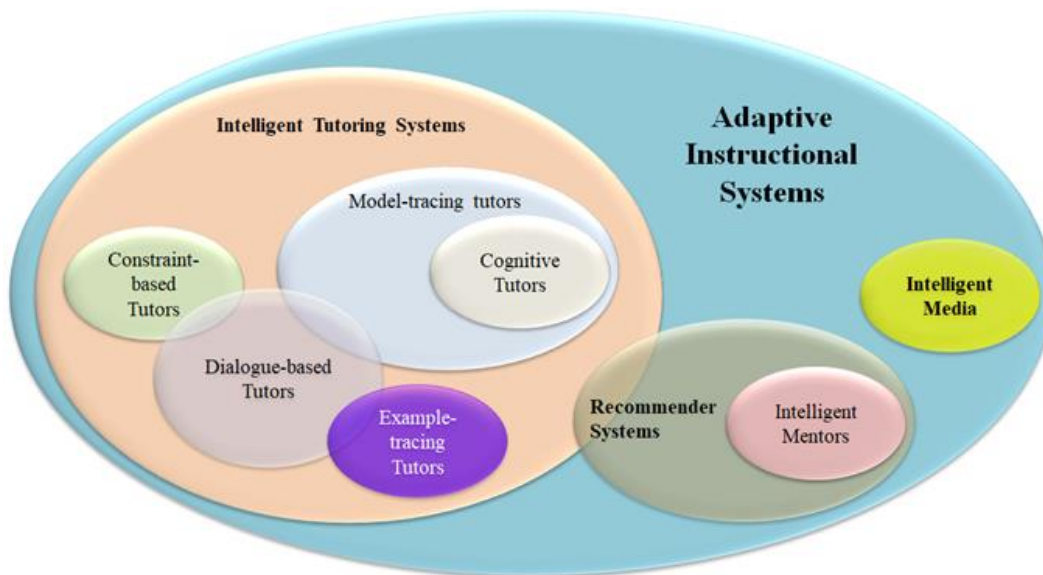 Adaptive
Instructional
Systems
Intelligent Tutoring Systems
Model-tracing tutors
Constraint-
based
Tutors
Cognitive
Tutors
Intelligent
Media
Dialogue-based
Tutors
Example-
tracing
Tutors
Recommender
Systems
Intelligent
Mentors